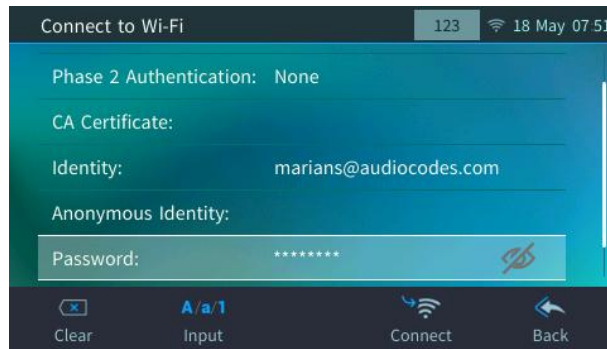 Connect to Wi-Fi 123 18 May 07:51
Phase 2 Authentication: None
CA Certificate:
Identity: marians@audiocodes.com
Anonymous Identity:
Password: ********
A/a/1
Clear Input Connect Back